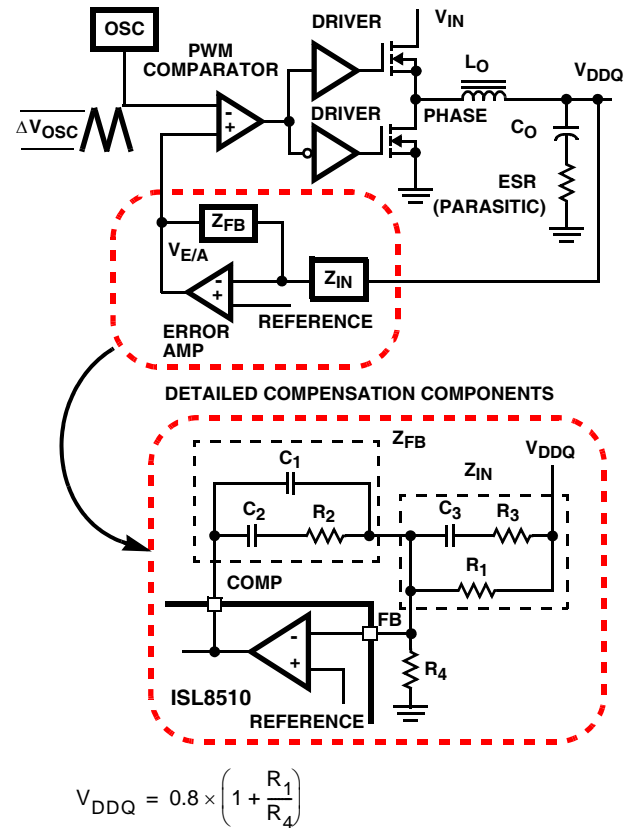 OSC
PWM
COMPARATOR
DRIVER
V_IN
ΔV_OSC
-
+
DRIVER
PHASE
L_O
V_DDQ
C_O
ESR
(PARASITIC)
Z_FB
V_E/A
-
+
Z_IN
REFERENCE
ERROR
AMP
DETAILED COMPENSATION COMPONENTS
Z_FB
V_DDQ
C_1
Z_IN
C_2
R_2
C_3
R_3
R_1
COMP
FB
-
+
R_4
ISL8510
REFERENCE
V_DDQ = 0.8 × (1 + R_1/R_4)